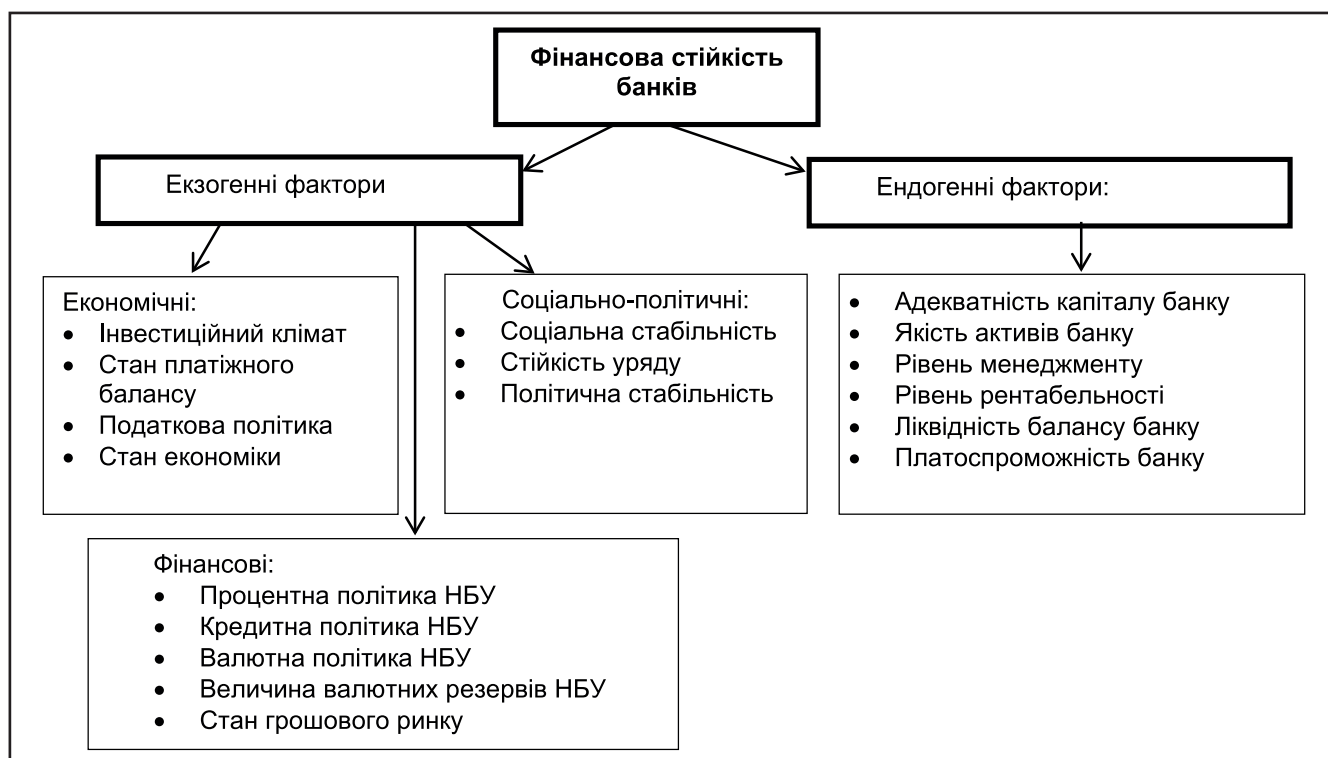 Фінансова стійкість
банків
Екзогенні фактори
Ендогенні фактори:
Економічні:
• Інвестиційний клімат
• Стан платіжного
балансу
• Податкова політика
• Стан економіки
Соціально-політичні:
• Соціальна стабільність
• Стійкість уряду
• Політична стабільність
• Адекватність капіталу банку
• Якість активів банку
• Рівень менеджменту
• Рівень рентабельності
• Ліквідність балансу банку
• Платоспроможність банку
Фінансові:
• Процентна політика НБУ
• Кредитна політика НБУ
• Валютна політика НБУ
• Величина валютних резервів НБУ
• Стан грошового ринку